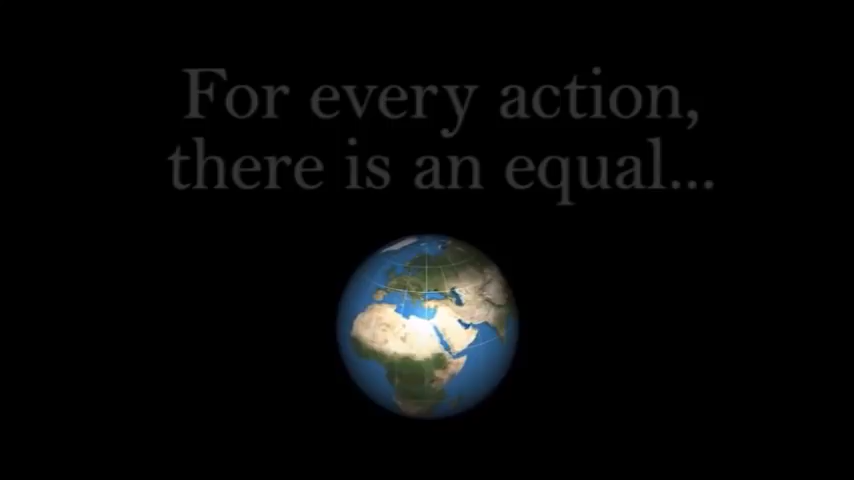 For every action,
there is an equal...